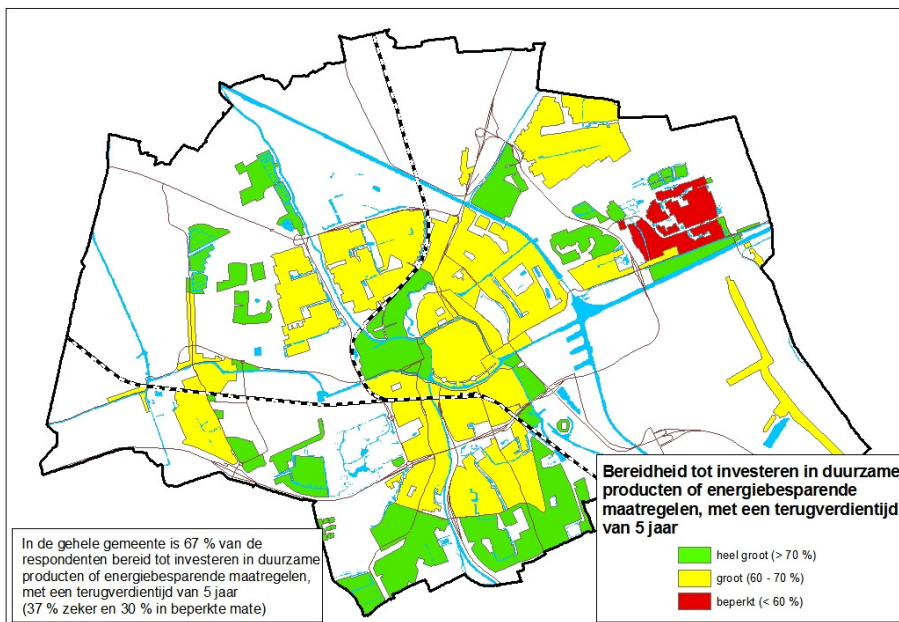 Bereidheid tot investeren in duurzame
producten of energiebesparende
maatregelen, met een terugverdientijd
van 5 jaar
heel groot (> 70 %)
groot (60 - 70 %)
beperkt (< 60 %)
In de gehele gemeente is 67 % van de
respondenten bereid tot investeren in duurzame
producten of energiebesparende maatregelen,
met een terugverdientijd van 5 jaar
(37 % zeker en 30 % in beperkte mate)